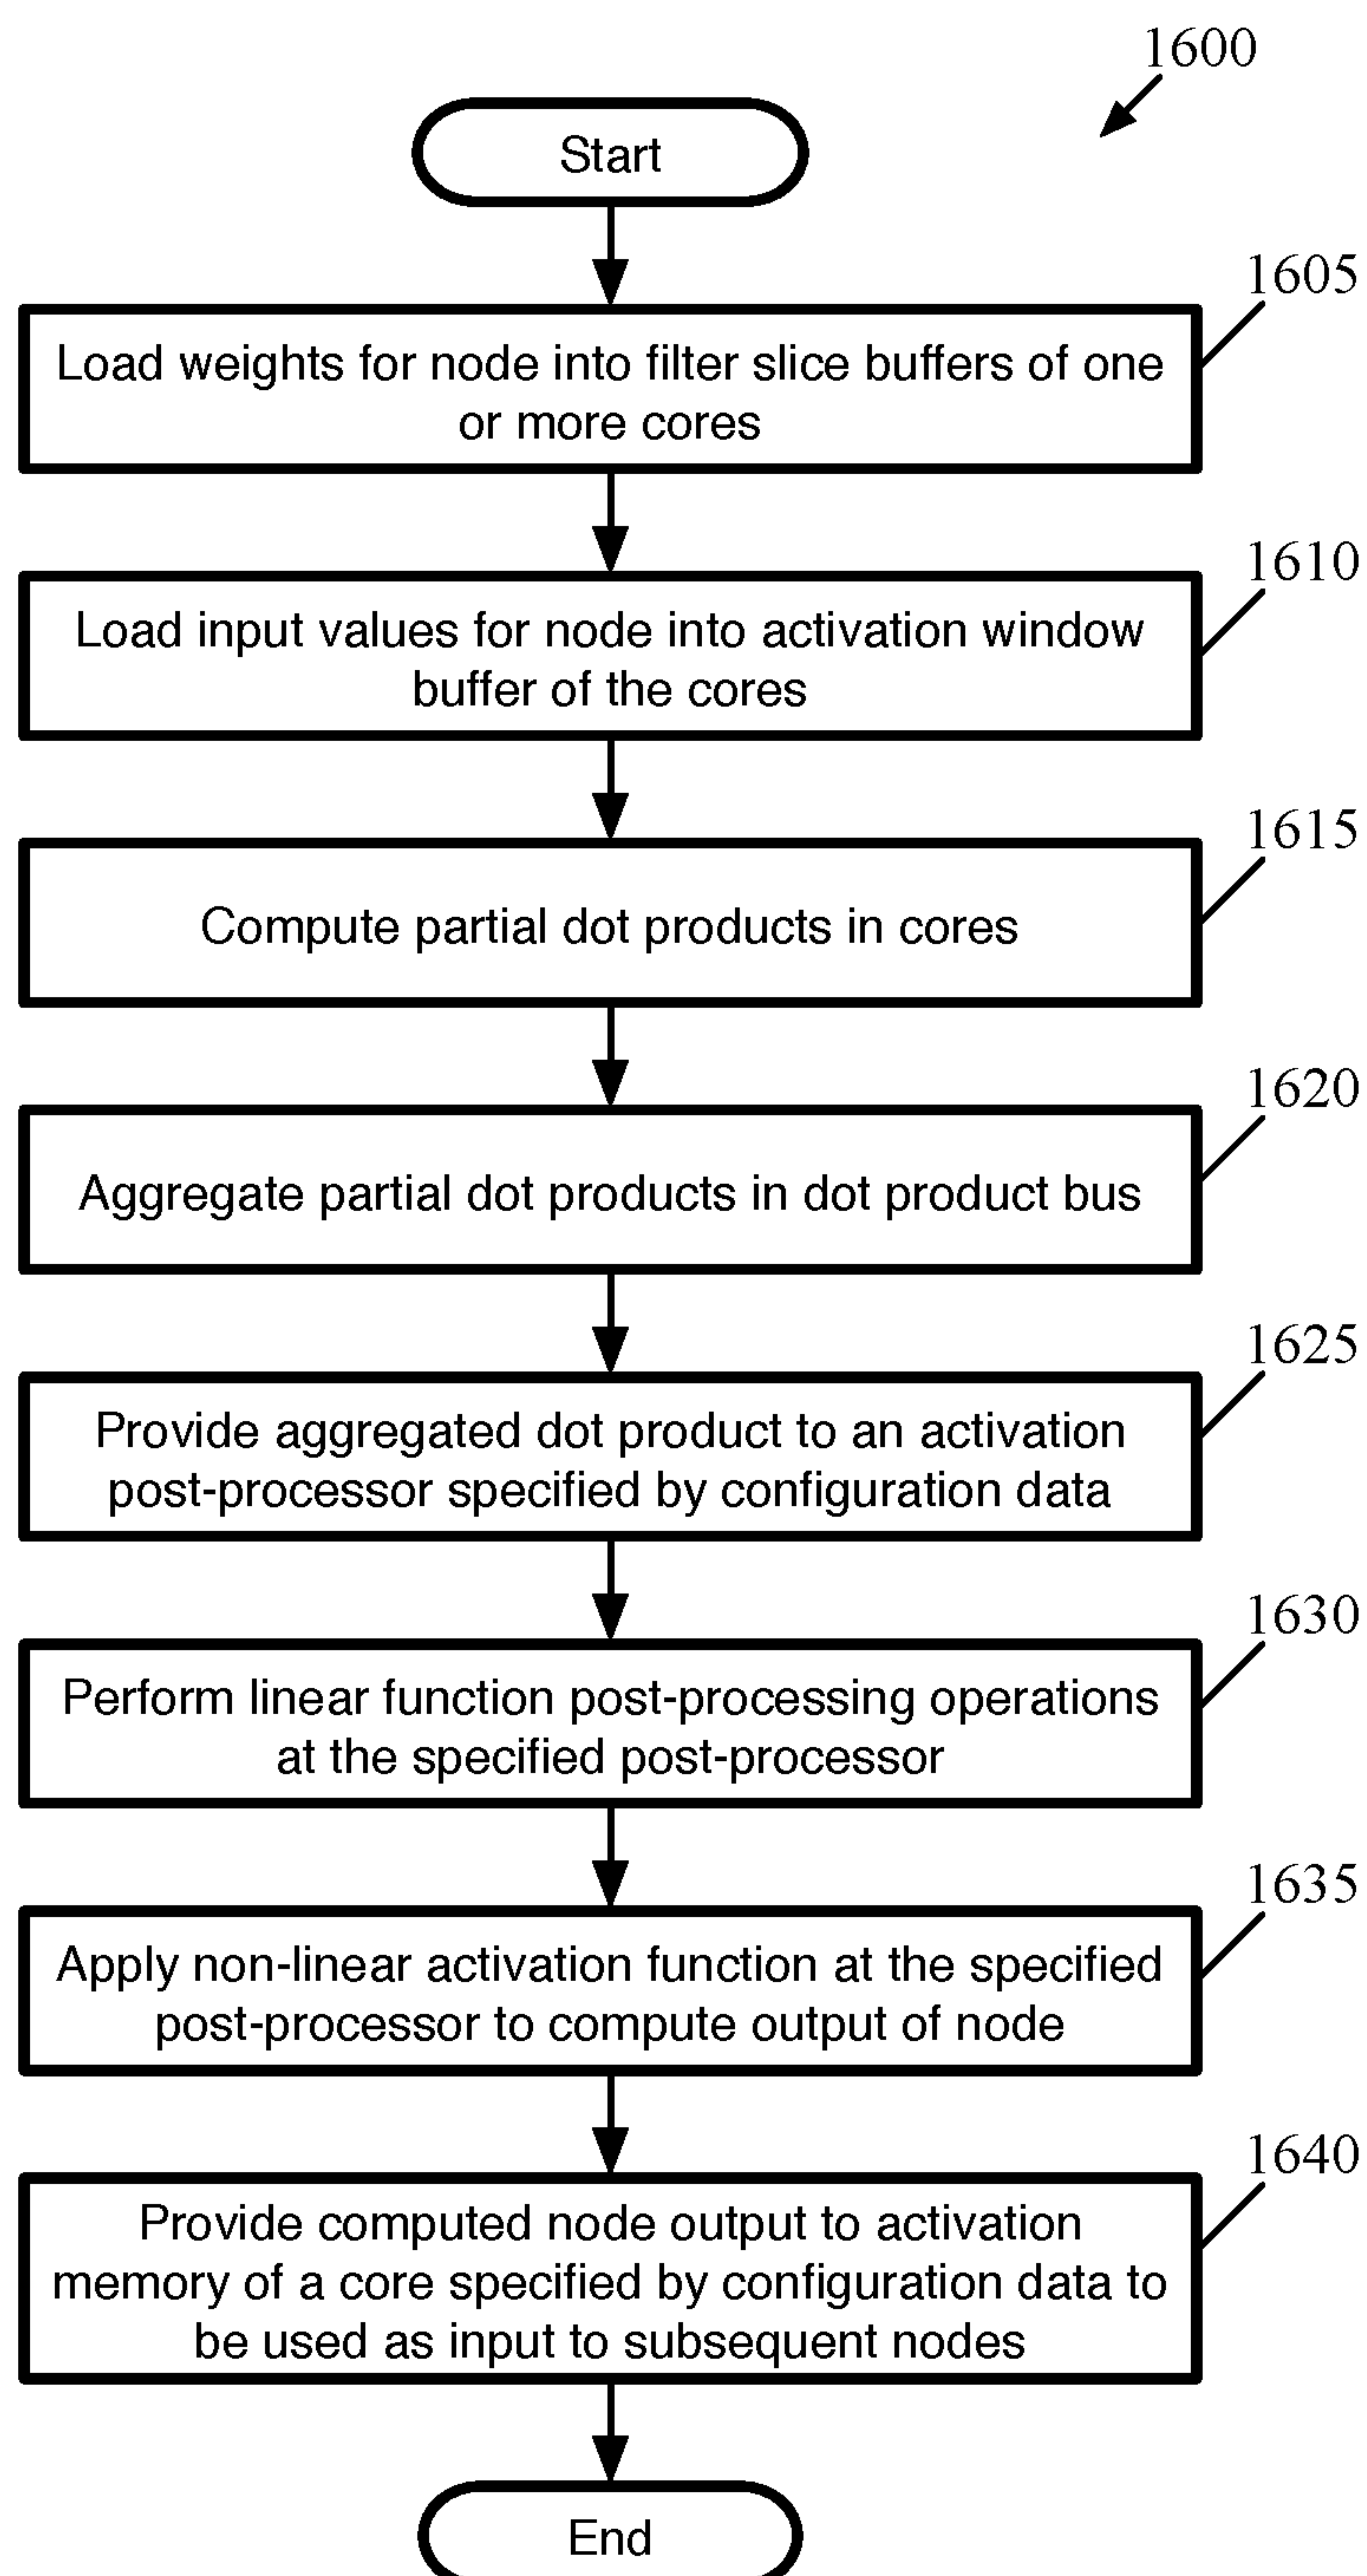 1600
Start
1605
Load weights for node into filter slice buffers of one
or more cores
1610
Load input values for node into activation window
buffer of the cores
1615
Compute partial dot products in cores
1620
Aggregate partial dot products in dot product bus
1625
Provide aggregated dot product to an activation
post-processor specified by configuration data
1630
Perform linear function post-processing operations
at the specified post-processor
1635
Apply non-linear activation function at the specified
post-processor to compute output of node
1640
Provide computed node output to activation
memory of a core specified by configuration data to
be used as input to subsequent nodes
End